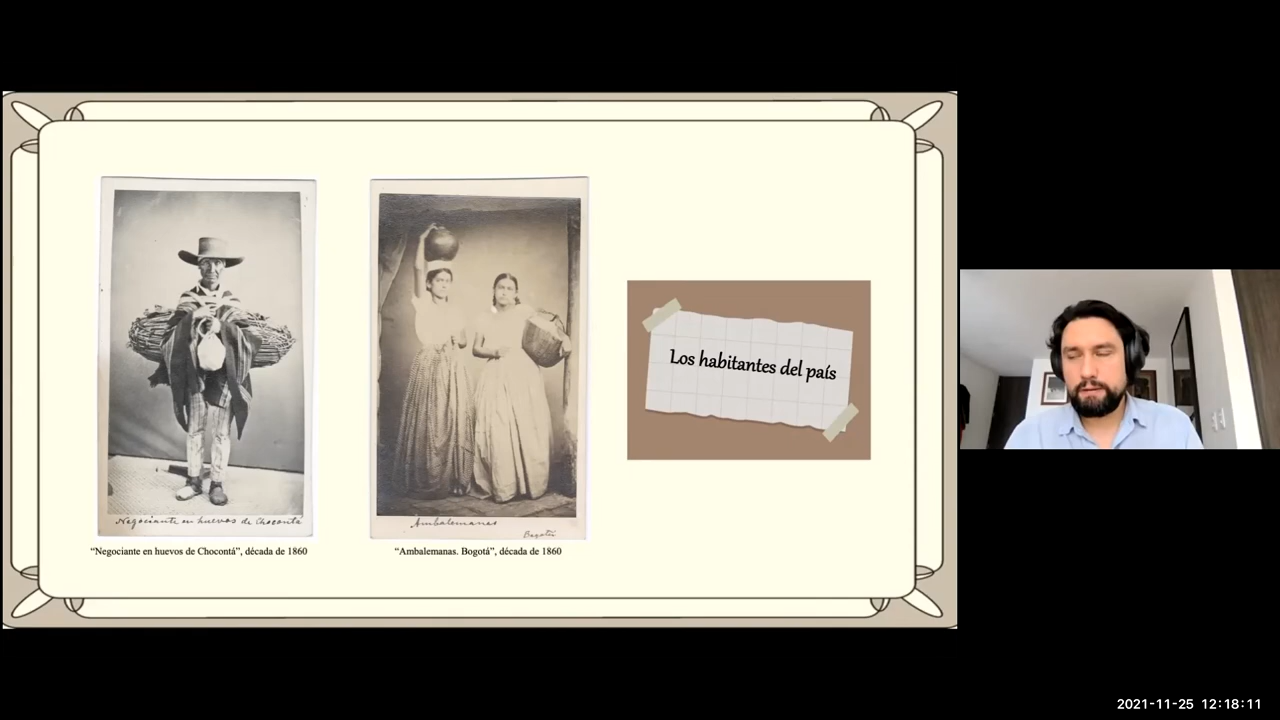 Negociante en huevos de Chocontá
“Negociante en huevos de Chocontá”, década de 1860
Ambalemanas
Bogotá
“Ambalemanas. Bogotá”, década de 1860
Los habitantes del país
2021-11-25 12:18:11